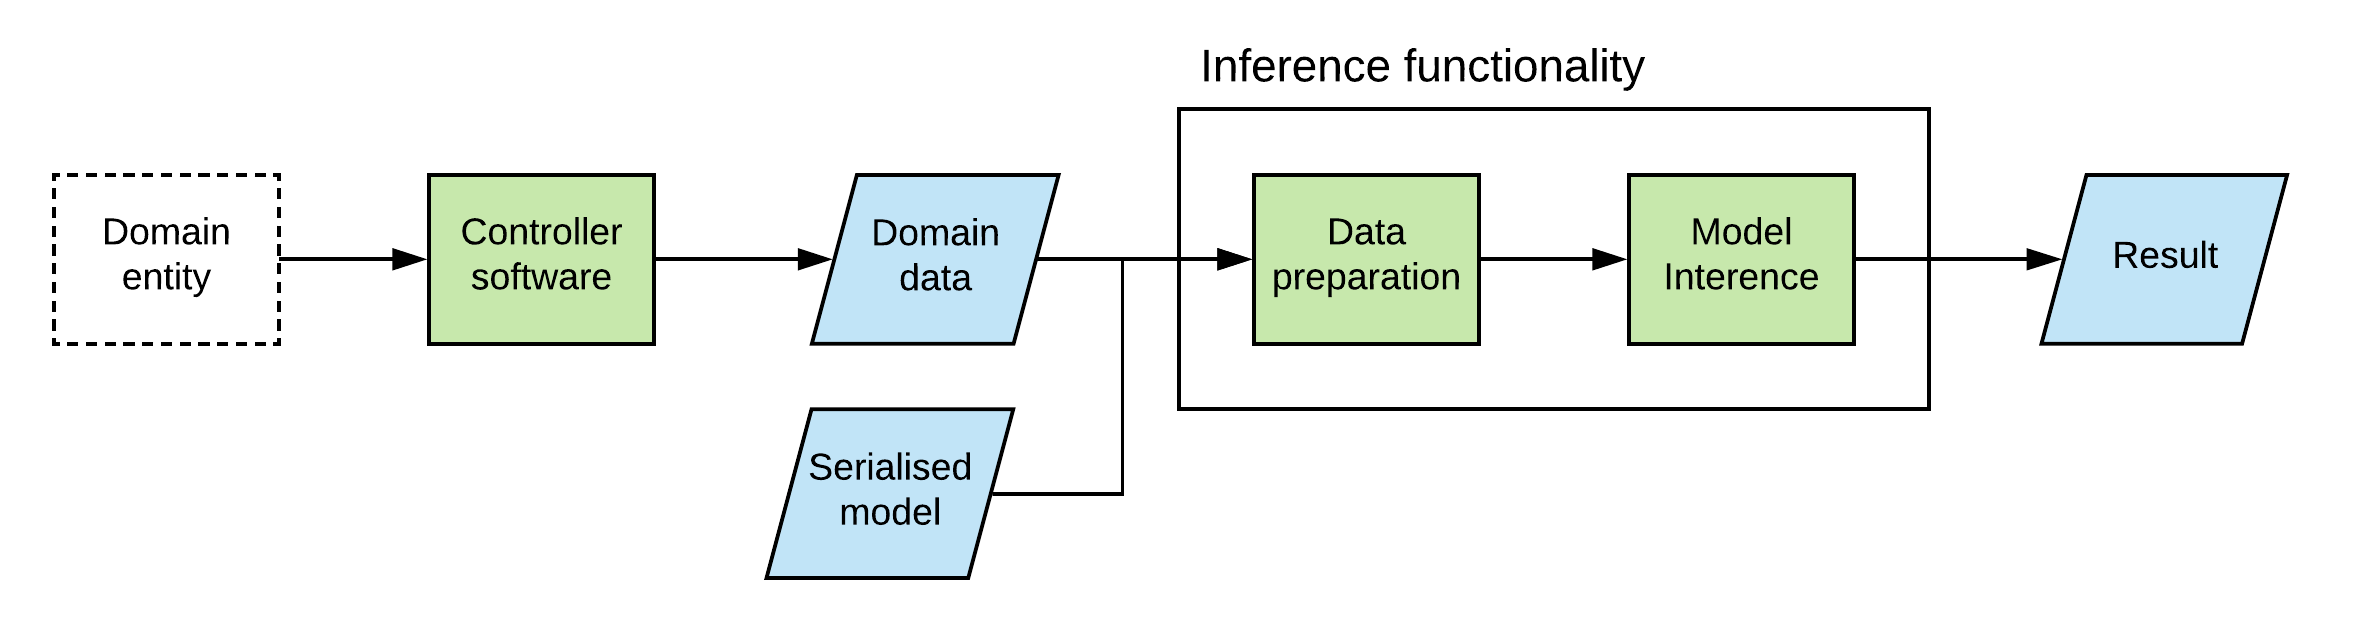 Inference functionality
Domain
entity
Controller
software
Domain
data
Data
preparation
Model
Interence
Result
Serialised
model